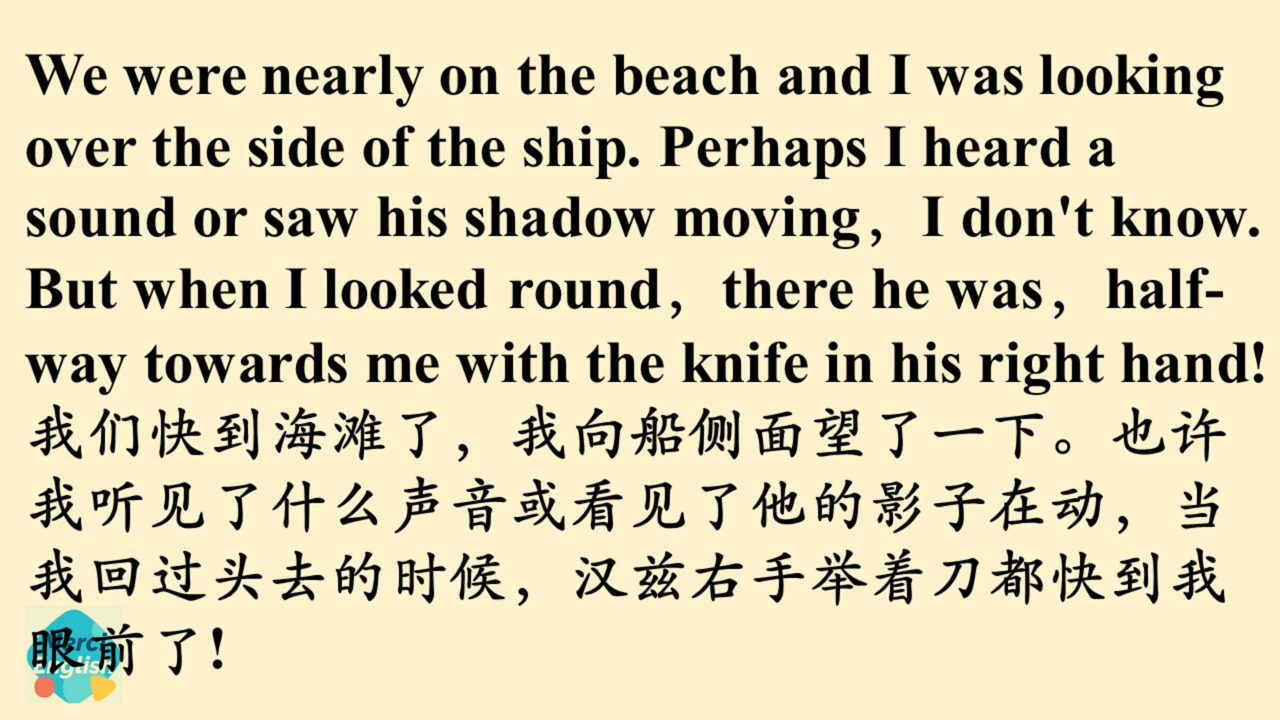 We were nearly on the beach and I was looking
over the side of the ship. Perhaps I heard a
sound or saw his shadow moving，I don't know.
But when I looked round，there he was，half-
way towards me with the knife in his right hand!
我们快到海滩了，我向船侧面望了一下。也许
我听见了什么声音或看见了他的影子在动，当
我回过头去的时候，汉兹右手举着刀都快到我
眼前了！
English